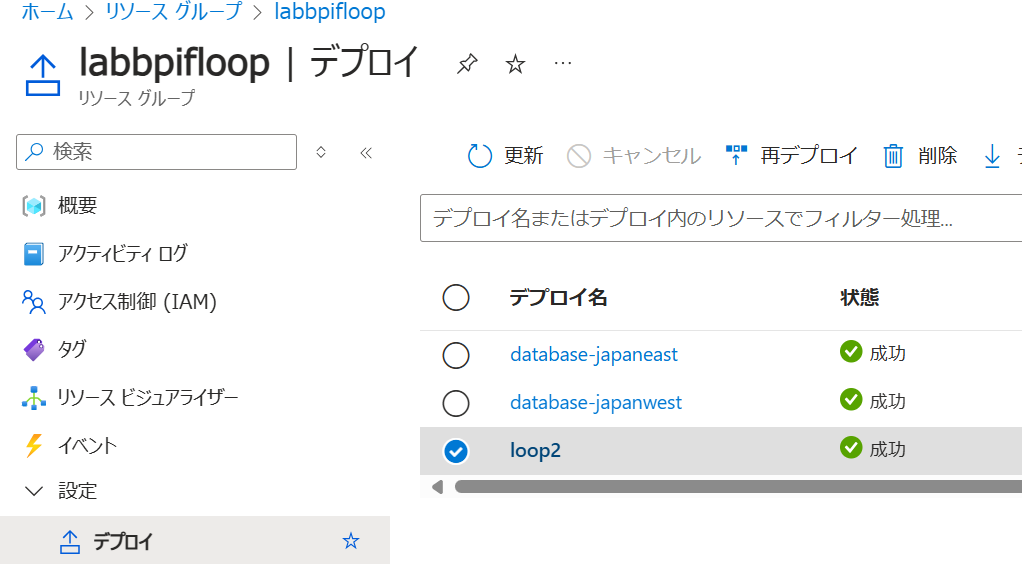 ホーム > リソース グループ > labbpifloop
labbpifloop | デプロイ ...
リソース グループ
検索
概要
アクティビティ ログ
アクセス制御 (IAM)
タグ
リソース ビジュアライザー
イベント
設定
デプロイ
更新 キャンセル 再デプロイ 削除
デプロイ名またはデプロイ内のリソースでフィルター処理...
デプロイ名 状態
database-japaneast 成功
database-japanwest 成功
loop2 成功